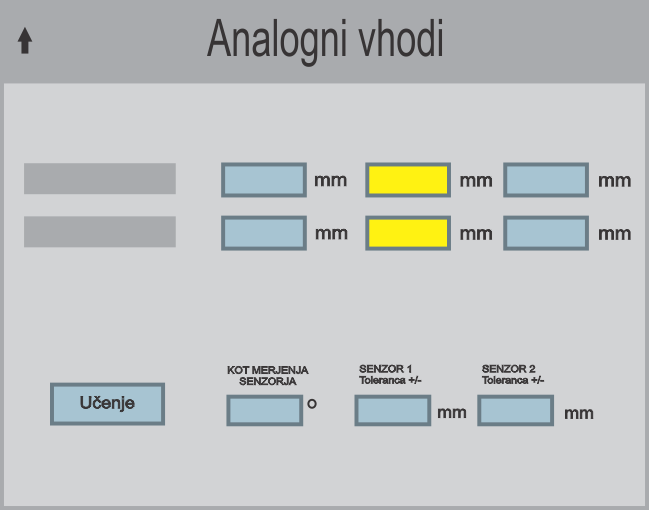 Analogni vhodi
mm mm mm
mm mm mm
KOT MERJENJA
SENZORJA
SENZOR 1
Toleranca +/-
SENZOR 2
Toleranca +/-
Učenje
° mm mm